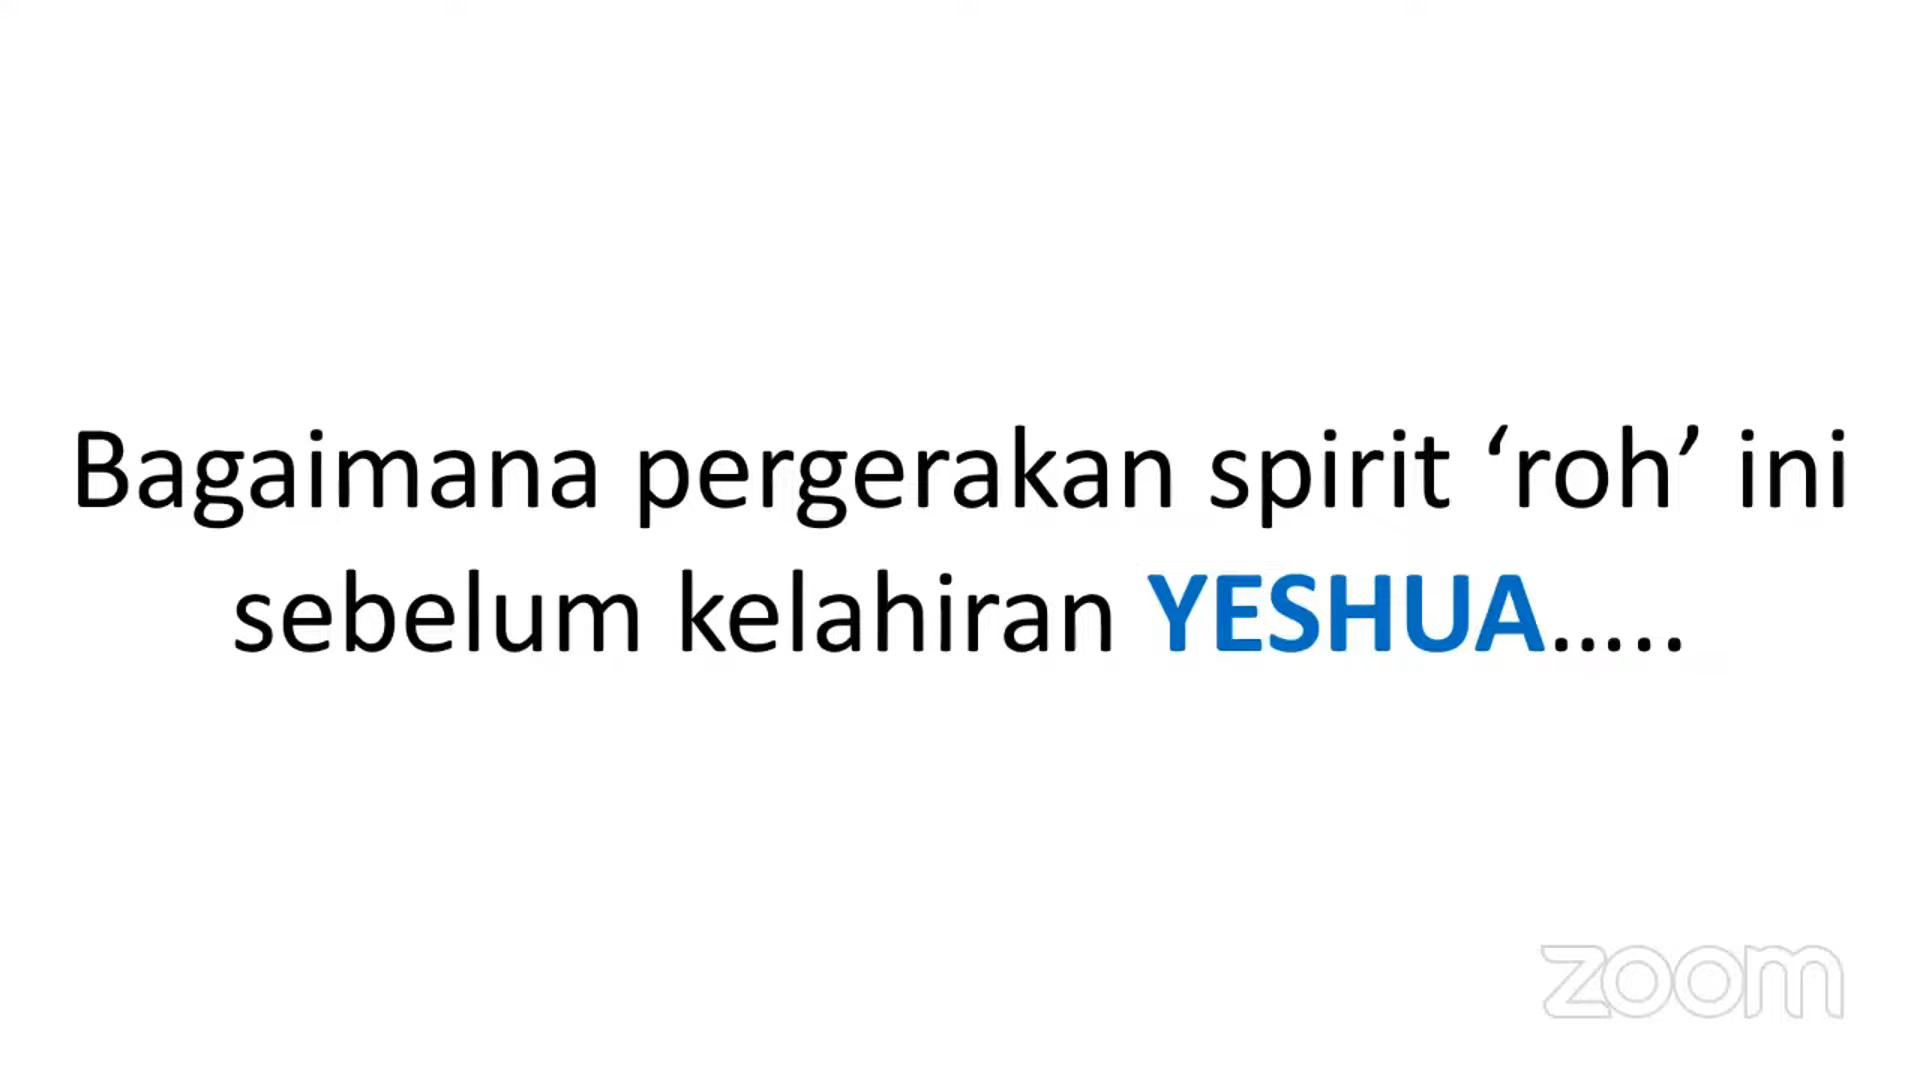 Bagaimana pergerakan spirit ‘roh’ ini
sebelum kelahiran YESHUA.....
zoom